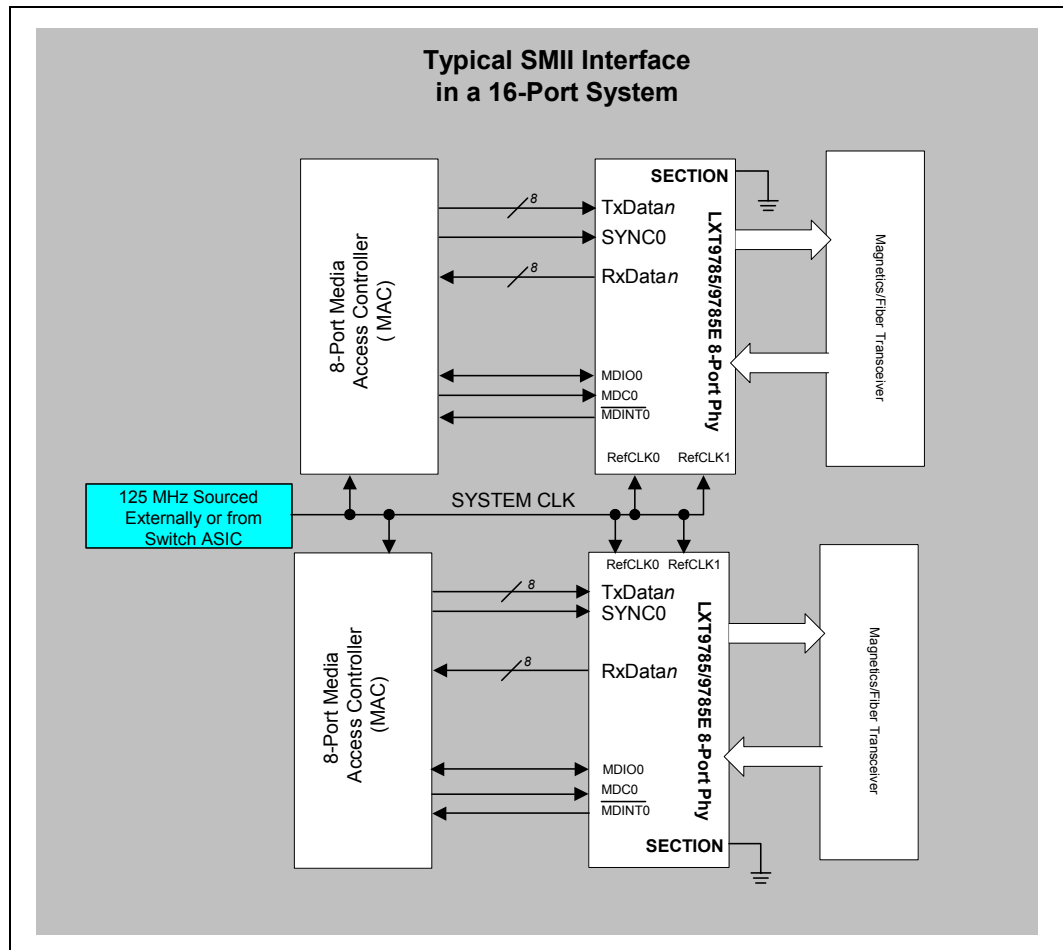 Typical SMII Interface
in a 16-Port System
8-Port Media
Access Controller
( MAC)
8
TxDatan
SYNC0
8
RxDatan
MDIO0
MDC0
MDINT0
SECTION
LXT9785/9785E 8-Port Phy
RefCLK0 RefCLK1
Magnetics/Fiber Transceiver
125 MHz Sourced
Externally or from
Switch ASIC
SYSTEM CLK
8-Port Media
Access Controller
(MAC)
RefCLK0 RefCLK1
8
TxDatan
SYNC0
8
RxDatan
MDIO0
MDC0
MDINT0
LXT9785/9785E 8-Port Phy
SECTION
Magnetics/Fiber Transceiver